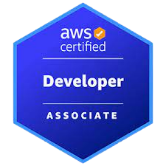 aws
certified
Developer
ASSOCIATE